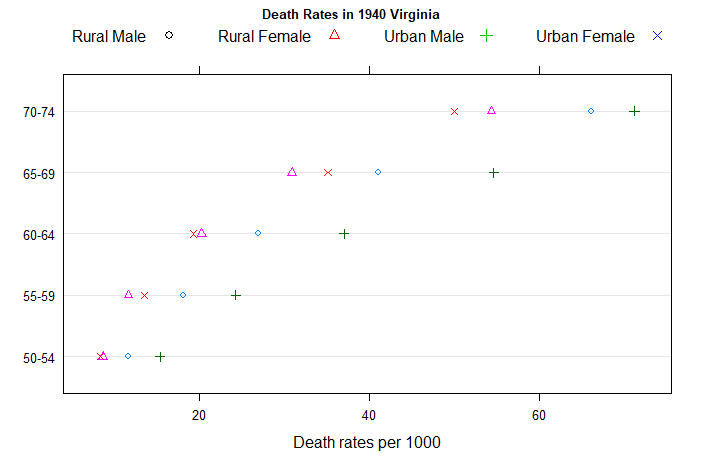 Death Rates in 1940 Virginia
Rural Male Rural Female Urban Male Urban Female
70-74
65-69
60-64
55-59
50-54
20 40 60
Death rates per 1000